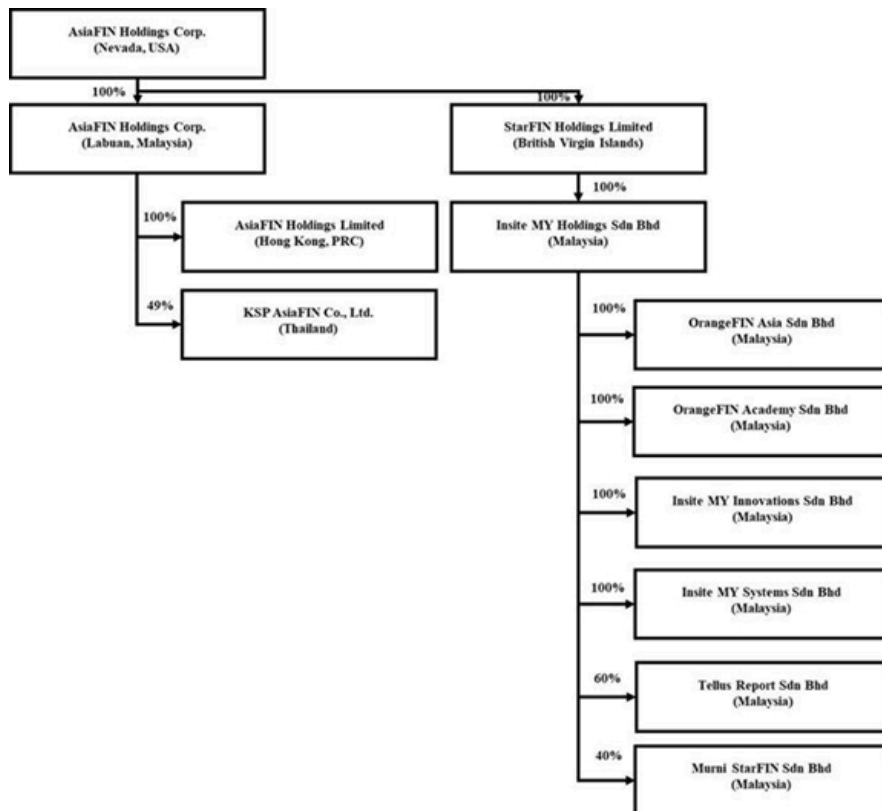 AsiaFIN Holdings Corp.
(Nevada, USA)
100%
100%
AsiaFIN Holdings Corp.
(Labuan, Malaysia)
StarFIN Holdings Limited
(British Virgin Islands)
100%
100%
AsiaFIN Holdings Limited
(Hong Kong, PRC)
Insite MY Holdings Sdn Bhd
(Malaysia)
49%
KSP AsiaFIN Co., Ltd.
(Thailand)
100%
OrangeFIN Asia Sdn Bhd
(Malaysia)
100%
OrangeFIN Academy Sdn Bhd
(Malaysia)
100%
Insite MY Innovations Sdn Bhd
(Malaysia)
100%
Insite MY Systems Sdn Bhd
(Malaysia)
60%
Tellus Report Sdn Bhd
(Malaysia)
40%
Murni StarFIN Sdn Bhd
(Malaysia)